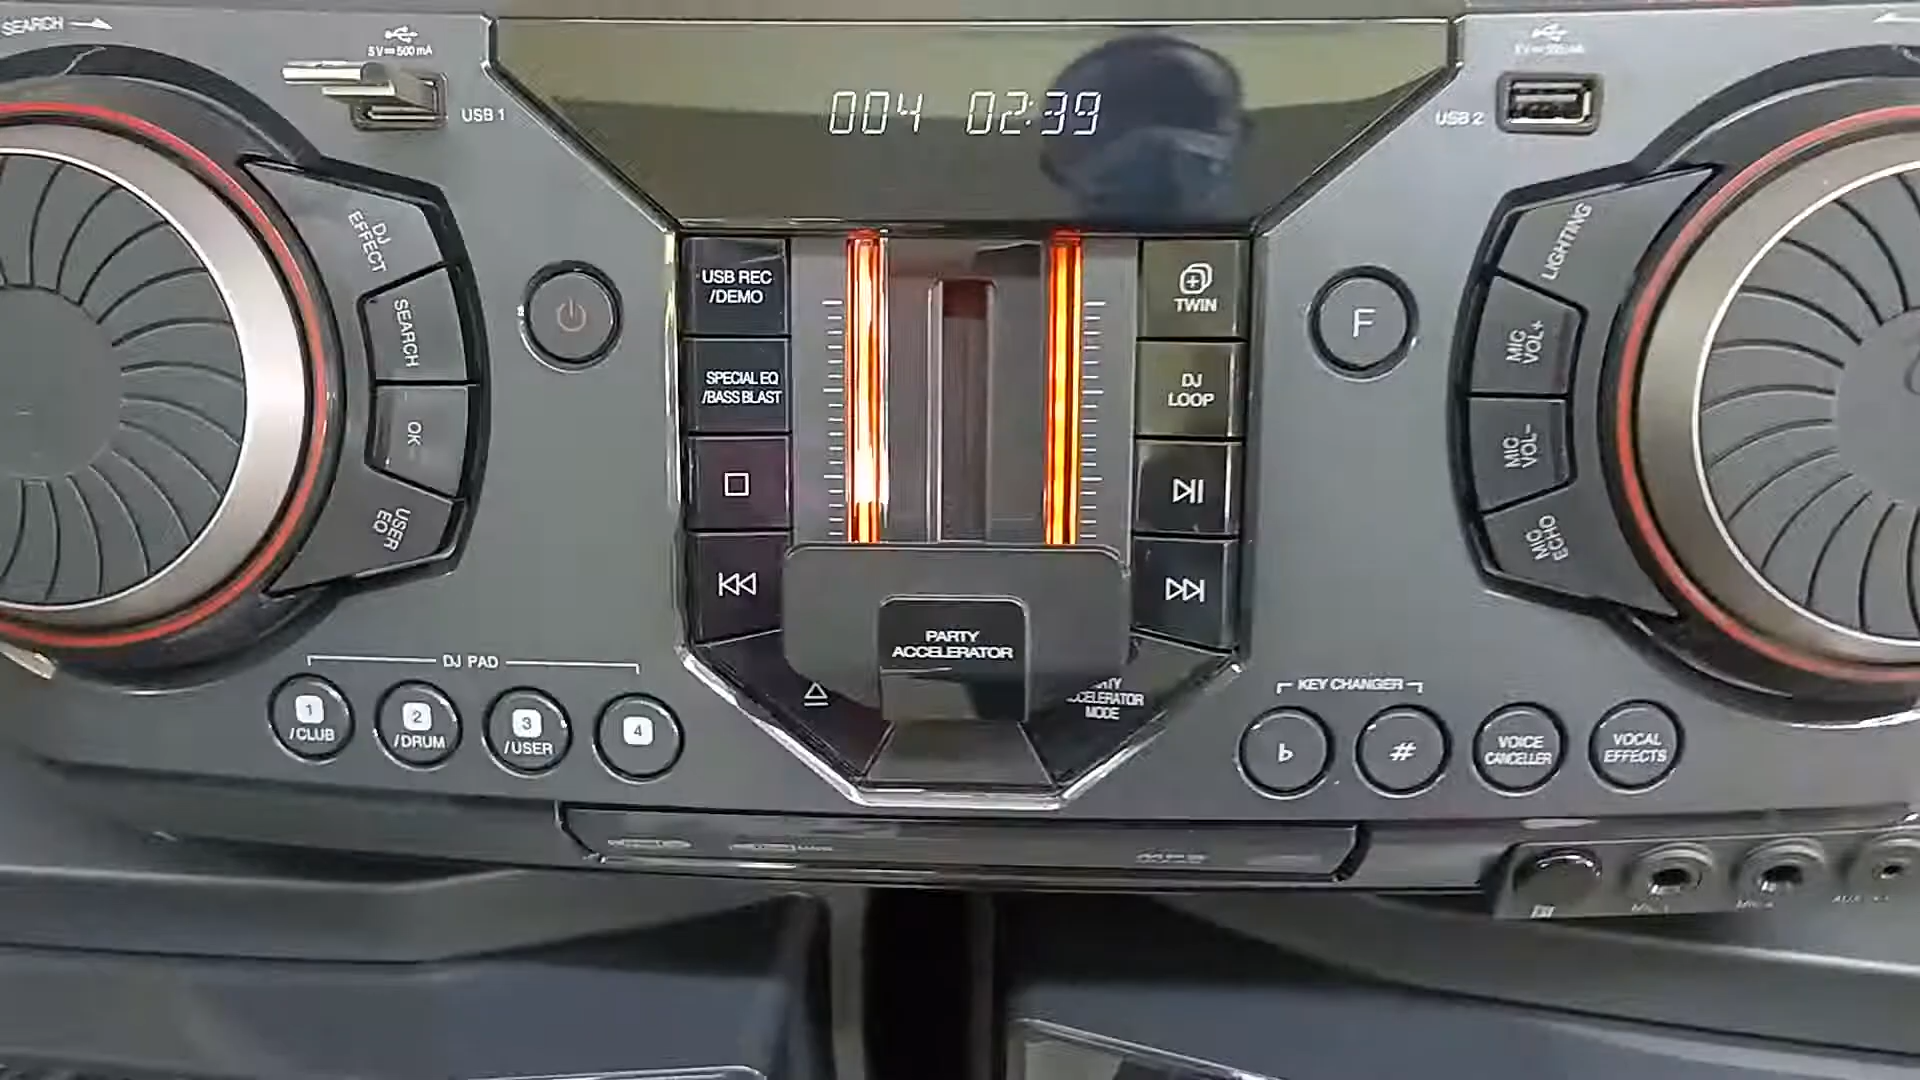 SEARCH
5V⎓500mA
USB 1
004 02:39
USB 2
DJ
EFFECT
SEARCH
OK
USER
EQ
USB REC
/DEMO
SPECIAL EQ
/BASS BLAST
TWIN
DJ
LOOP
F
LIGHTING
MIC
VOL+
MIC
VOL-
MIC
ECHO
PARTY
ACCELERATOR
MODE
DJ PAD
1
/CLUB
2
/DRUM
3
/USER
4
KEY CHANGER
b
#
VOICE
CANCELLER
VOCAL
EFFECTS